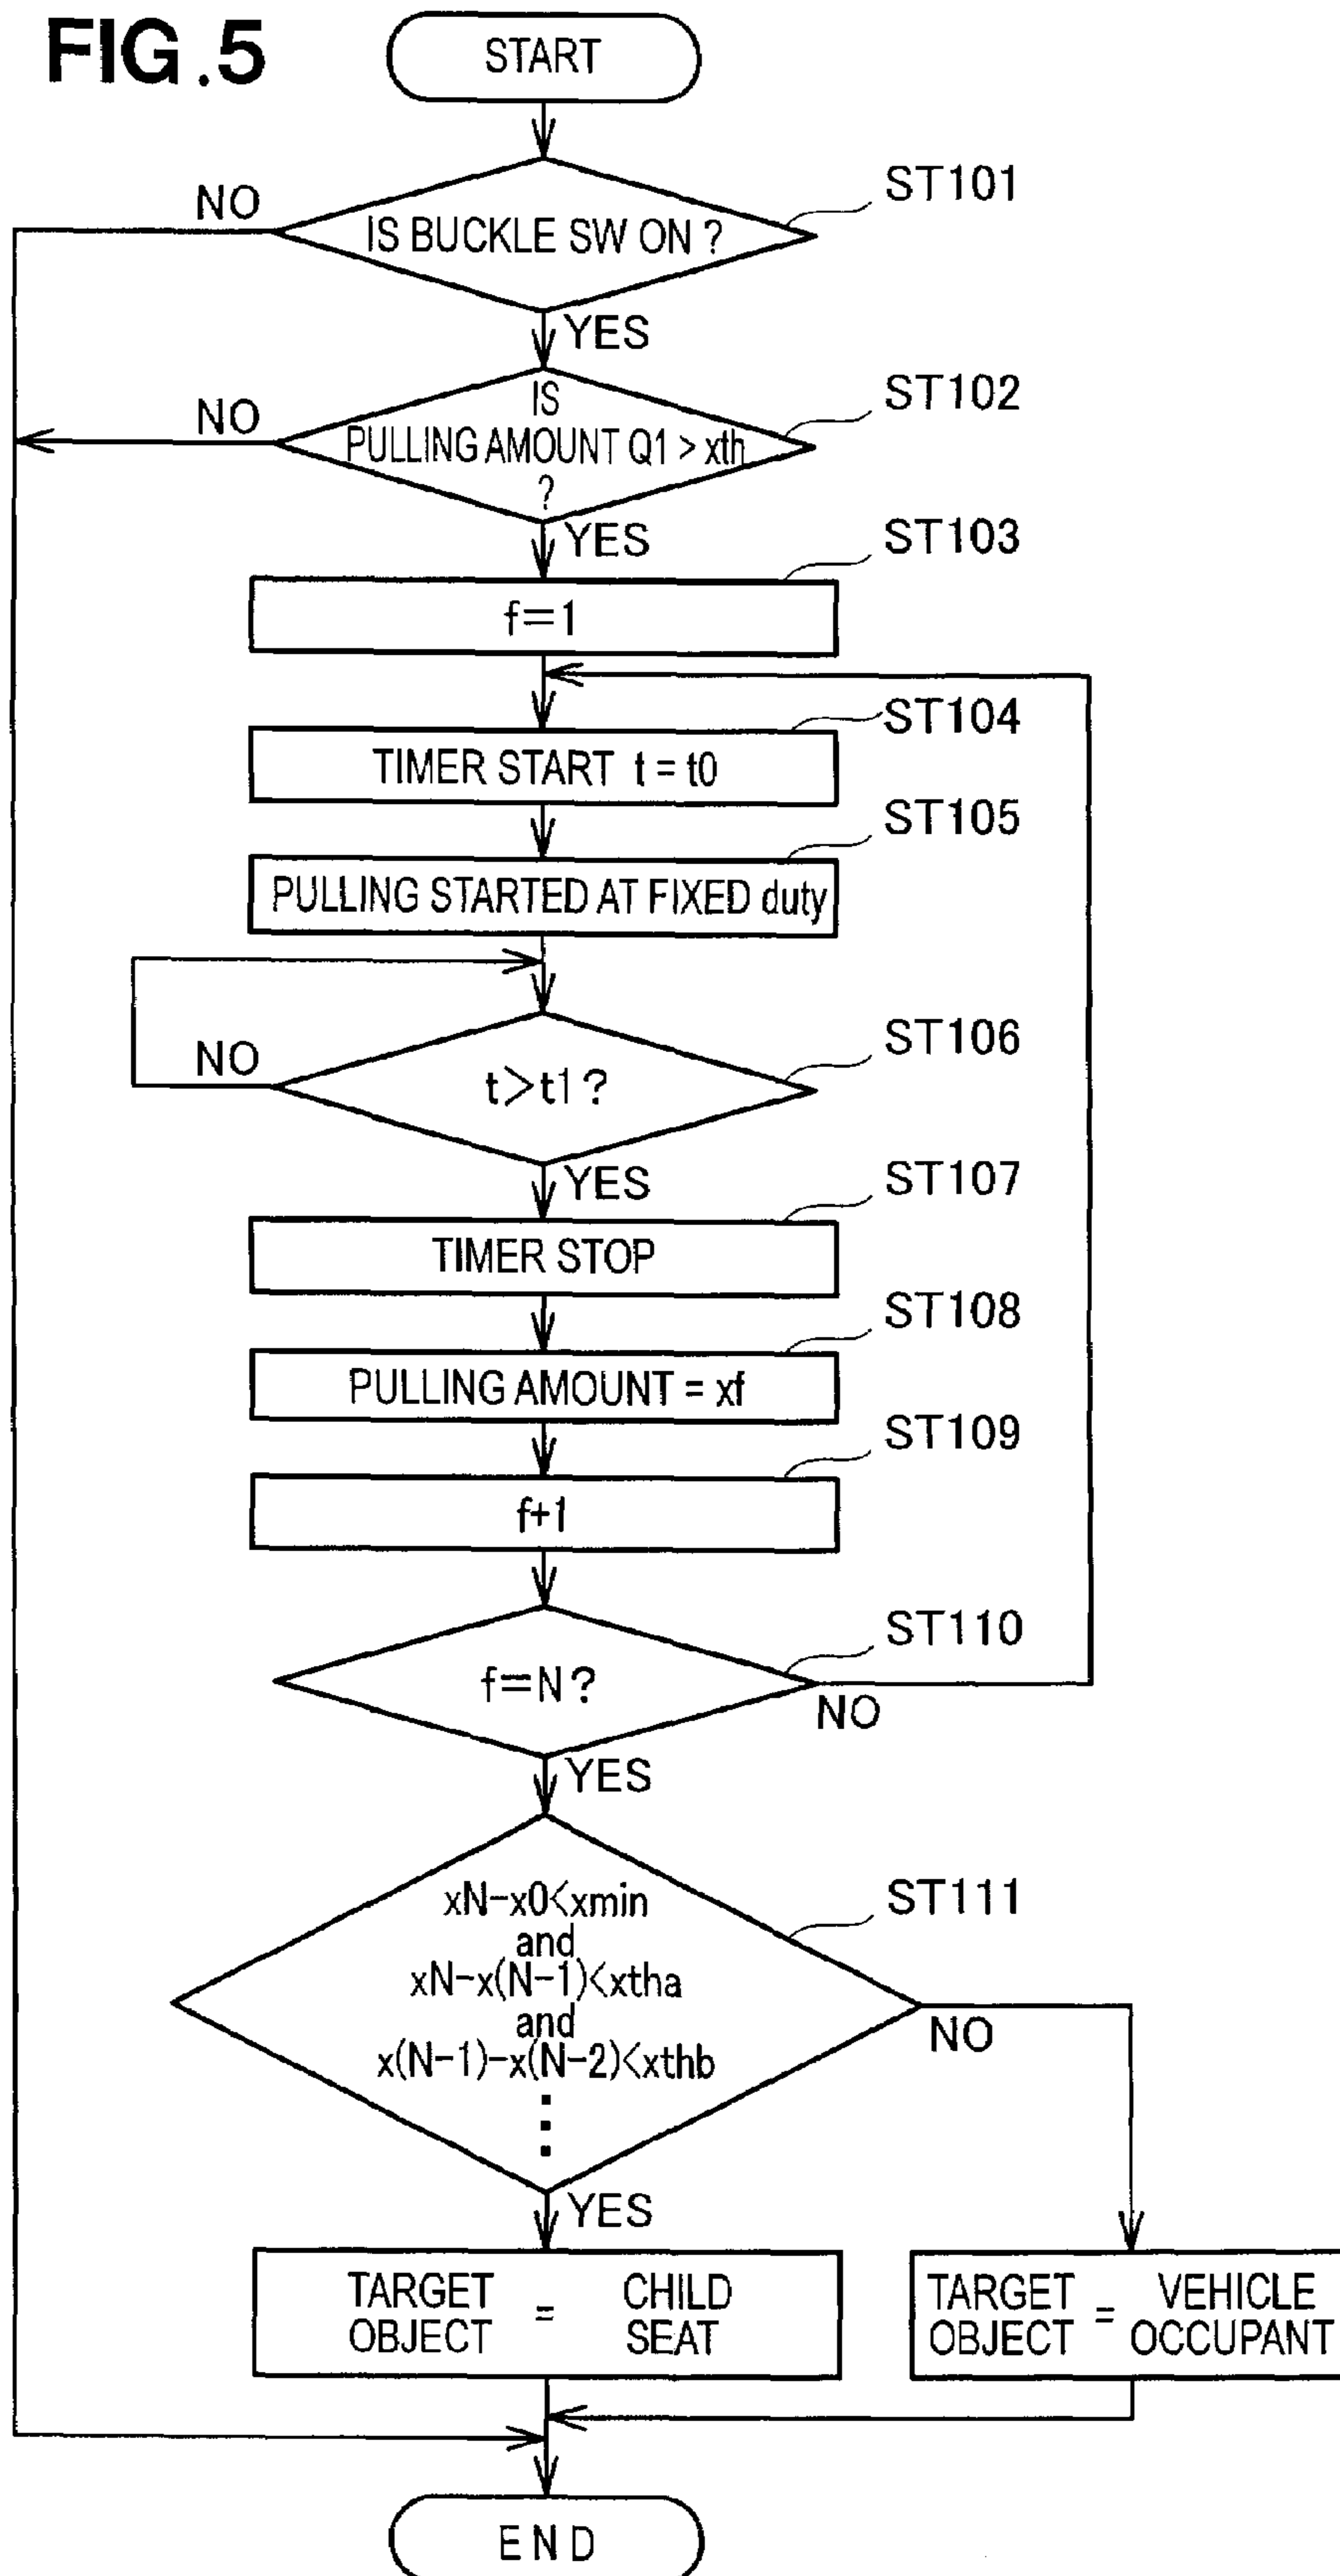 FIG.5
START
ST101
NO
IS BUCKLE SW ON ?
YES
ST102
NO
IS
PULLING AMOUNT Q1 > xth
?
YES
ST103
f=1
ST104
TIMER START t = t0
ST105
PULLING STARTED AT FIXED duty
ST106
NO
t>t1?
YES
ST107
TIMER STOP
ST108
PULLING AMOUNT = xf
ST109
f+1
ST110
f=N?
NO
YES
xN-x0<xmin
ST111
and
xN-x(N-1)<xtha
and
NO
x(N-1)-x(N-2)<xthb
⋮
YES
TARGET OBJECT = CHILD SEAT
TARGET OBJECT = VEHICLE OCCUPANT
END